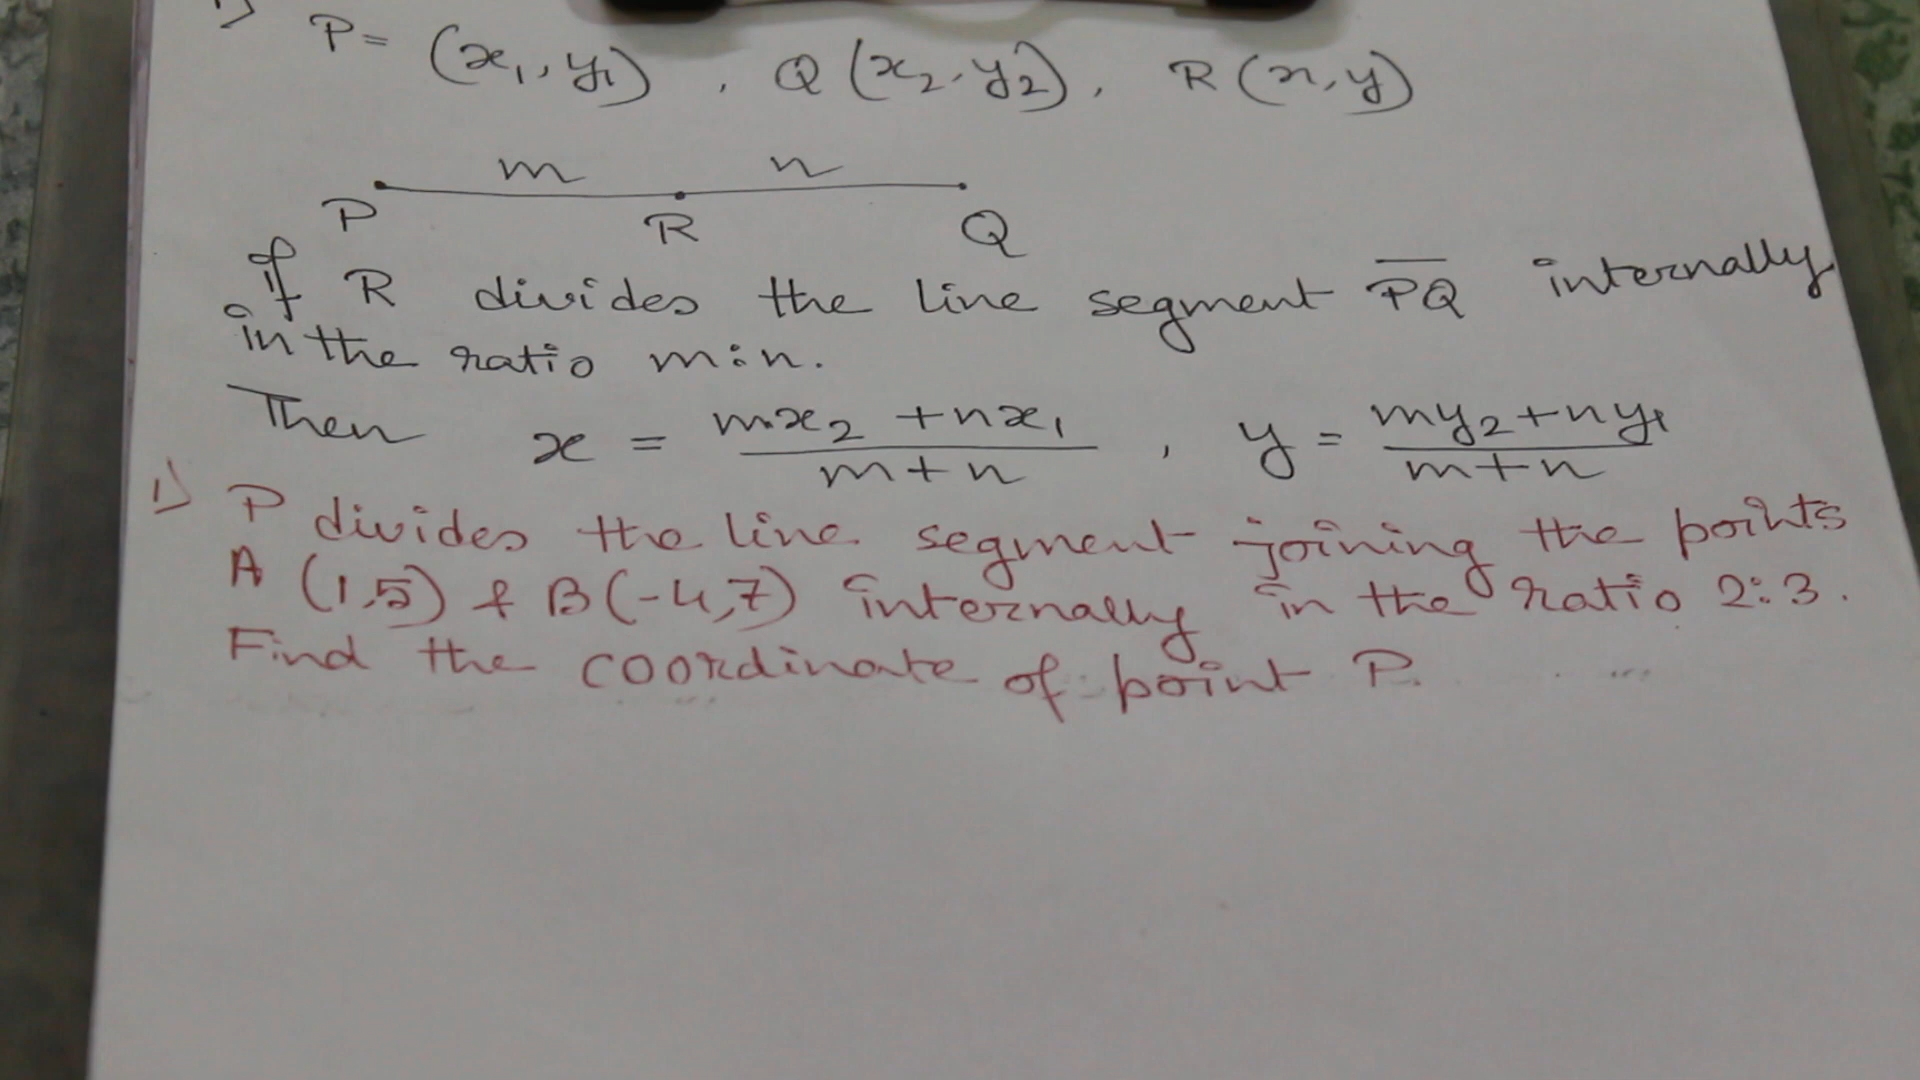 1) P= (x₁, y₁) , Q (x₂, y₂), R (x, y)
m n
P R Q
If R divides the line segment P̅Q̅ internally
in the ratio m:n.
Then x = (mx₂ + nx₁)/(m+n) , y = (my₂+ny₁)/(m+n)
1) P divides the line segment joining the points
A (1,5) & B(-4,7) internally in the ratio 2:3.
Find the coordinate of point P.